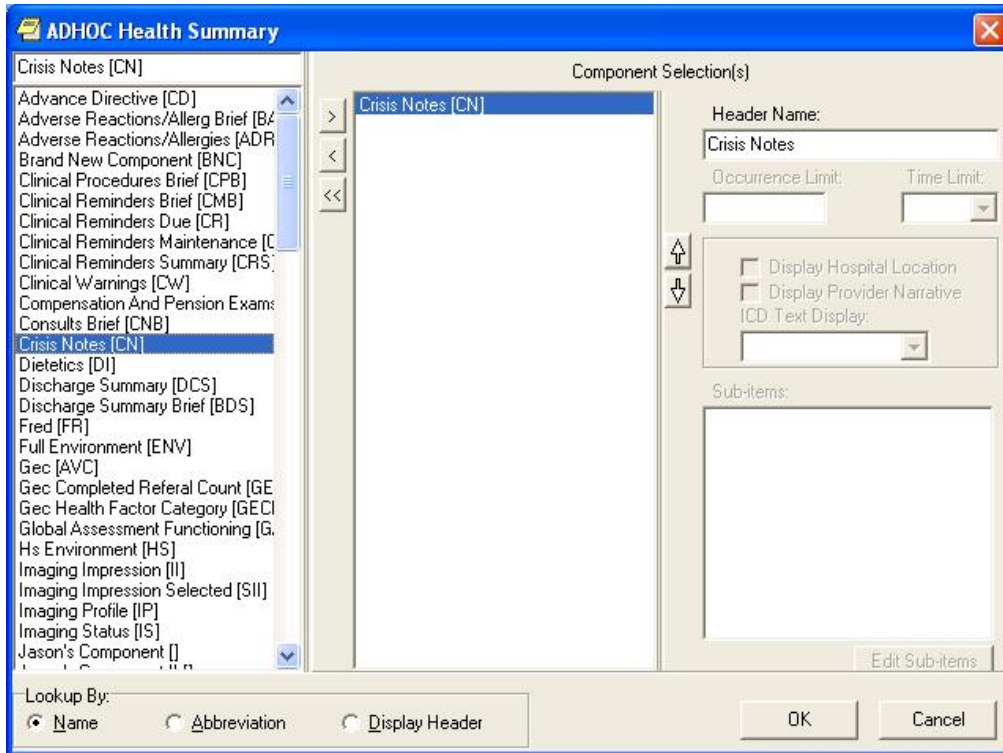 ADHOC Health Summary
Crisis Notes [CN]
Advance Directive [CD]
Adverse Reactions/Allerg Brief [BA
Adverse Reactions/Allergies [ADR
Brand New Component [BNC]
Clinical Procedures Brief [CPB]
Clinical Reminders Brief [CMB]
Clinical Reminders Due [CR]
Clinical Reminders Maintenance [C
Clinical Reminders Summary [CRS]
Clinical Warnings [CW]
Compensation And Pension Exams
Consults Brief [CNB]
Crisis Notes [CN]
Dietetics [DI]
Discharge Summary [DCS]
Discharge Summary Brief [BDS]
Fred [FR]
Full Environment [ENV]
Gec [AVC]
Gec Completed Referal Count [GE
Gec Health Factor Category [GECI
Global Assessment Functioning [G
Hs Environment [HS]
Imaging Impression [II]
Imaging Impression Selected [SII]
Imaging Profile [IP]
Imaging Status [IS]
Jason's Component []
Component Selection(s)
>
<
<<
Crisis Notes [CN]
Header Name:
Crisis Notes
Occurrence Limit: Time Limit:
Display Hospital Location
Display Provider Narrative
ICD Text Display:
Sub-items:
Edit Sub-items
Lookup By:
Name Abbreviation Display Header
OK Cancel